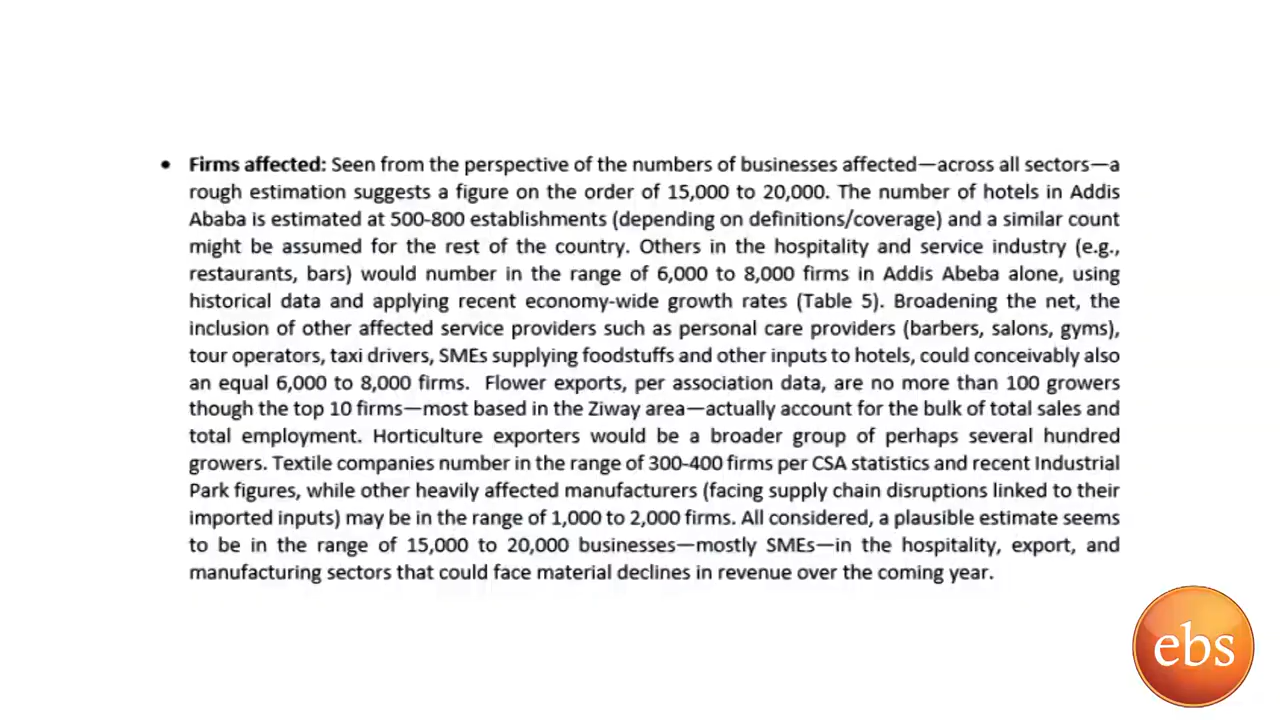 • Firms affected: Seen from the perspective of the numbers of businesses affected—across all sectors—a
rough estimation suggests a figure on the order of 15,000 to 20,000. The number of hotels in Addis
Ababa is estimated at 500-800 establishments (depending on definitions/coverage) and a similar count
might be assumed for the rest of the country. Others in the hospitality and service industry (e.g.,
restaurants, bars) would number in the range of 6,000 to 8,000 firms in Addis Abeba alone, using
historical data and applying recent economy-wide growth rates (Table 5). Broadening the net, the
inclusion of other affected service providers such as personal care providers (barbers, salons, gyms),
tour operators, taxi drivers, SMEs supplying foodstuffs and other inputs to hotels, could conceivably also
an equal 6,000 to 8,000 firms. Flower exports, per association data, are no more than 100 growers
though the top 10 firms—most based in the Ziway area—actually account for the bulk of total sales and
total employment. Horticulture exporters would be a broader group of perhaps several hundred
growers. Textile companies number in the range of 300-400 firms per CSA statistics and recent Industrial
Park figures, while other heavily affected manufacturers (facing supply chain disruptions linked to their
imported inputs) may be in the range of 1,000 to 2,000 firms. All considered, a plausible estimate seems
to be in the range of 15,000 to 20,000 businesses—mostly SMEs—in the hospitality, export, and
manufacturing sectors that could face material declines in revenue over the coming year.
ebs